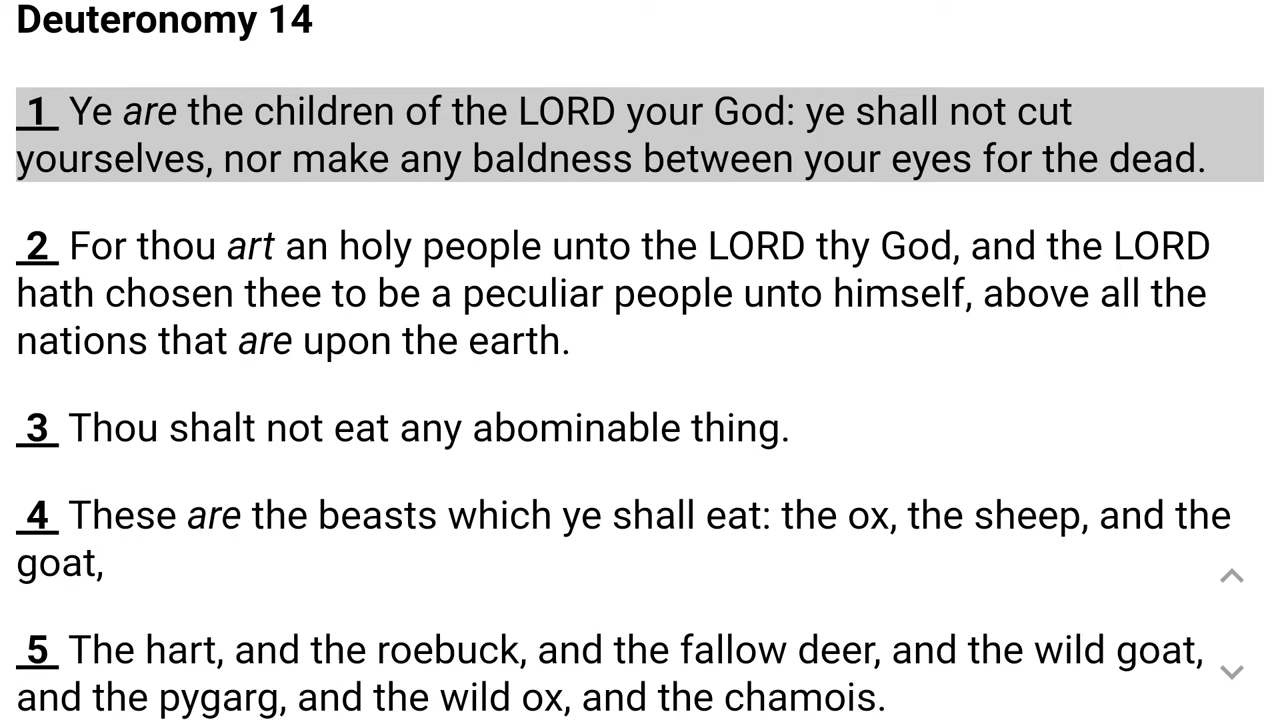 Deuteronomy 14
1 Ye are the children of the LORD your God: ye shall not cut
yourselves, nor make any baldness between your eyes for the dead.
2 For thou art an holy people unto the LORD thy God, and the LORD
hath chosen thee to be a peculiar people unto himself, above all the
nations that are upon the earth.
3 Thou shalt not eat any abominable thing.
4 These are the beasts which ye shall eat: the ox, the sheep, and the
goat,
5 The hart, and the roebuck, and the fallow deer, and the wild goat,
and the pygarg, and the wild ox, and the chamois.